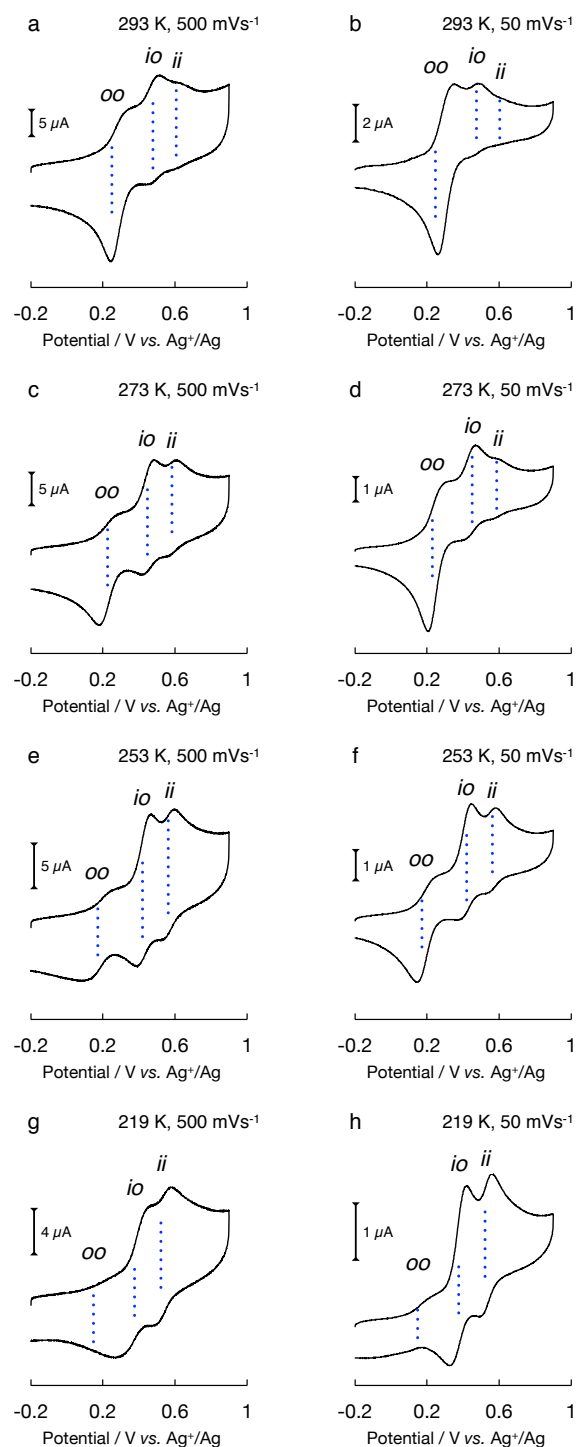 a 293 K, 500 mVs⁻¹
oo io ii
5 µA
-0.2 0.2 0.6 1
Potential / V vs. Ag⁺/Ag
b 293 K, 50 mVs⁻¹
oo io ii
2 µA
-0.2 0.2 0.6 1
Potential / V vs. Ag⁺/Ag
c 273 K, 500 mVs⁻¹
oo io ii
5 µA
-0.2 0.2 0.6 1
Potential / V vs. Ag⁺/Ag
d 273 K, 50 mVs⁻¹
oo io ii
1 µA
-0.2 0.2 0.6 1
Potential / V vs. Ag⁺/Ag
e 253 K, 500 mVs⁻¹
oo io ii
5 µA
-0.2 0.2 0.6 1
Potential / V vs. Ag⁺/Ag
f 253 K, 50 mVs⁻¹
oo io ii
1 µA
-0.2 0.2 0.6 1
Potential / V vs. Ag⁺/Ag
g 219 K, 500 mVs⁻¹
oo io ii
4 µA
-0.2 0.2 0.6 1
Potential / V vs. Ag⁺/Ag
h 219 K, 50 mVs⁻¹
oo io ii
1 µA
-0.2 0.2 0.6 1
Potential / V vs. Ag⁺/Ag